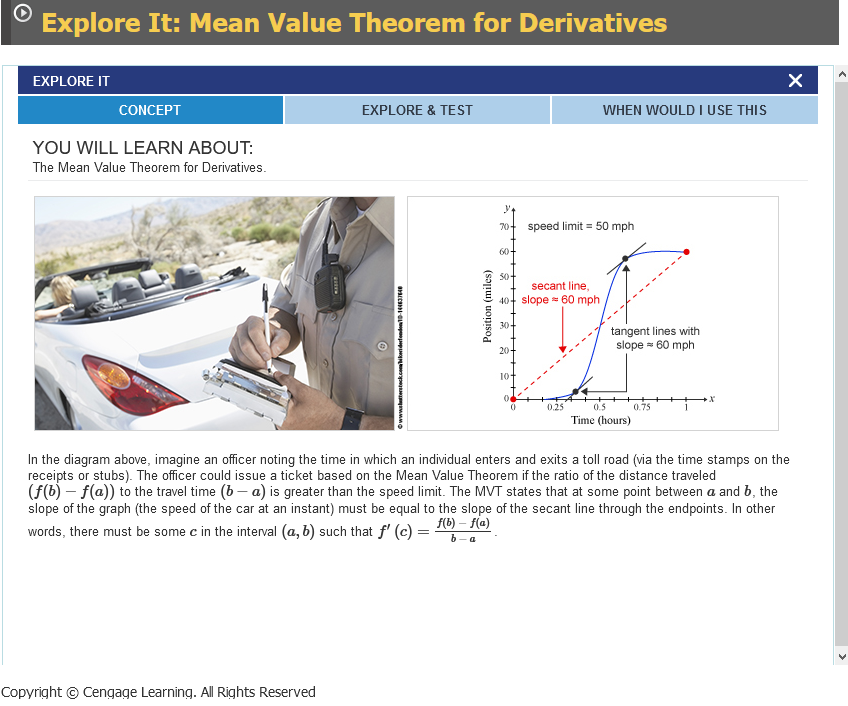 Explore It: Mean Value Theorem for Derivatives
EXPLORE IT
CONCEPT
EXPLORE & TEST
WHEN WOULD I USE THIS
YOU WILL LEARN ABOUT:
The Mean Value Theorem for Derivatives.
y
70
60
50
40
30
20
10
0
speed limit = 50 mph
secant line,
slope ≈ 60 mph
tangent lines with
slope ≈ 60 mph
Position (miles)
0 0.25 0.5 0.75 1 x
Time (hours)
In the diagram above, imagine an officer noting the time in which an individual enters and exits a toll road (via the time stamps on the
receipts or stubs). The officer could issue a ticket based on the Mean Value Theorem if the ratio of the distance traveled
(f(b) − f(a)) to the travel time (b − a) is greater than the speed limit. The MVT states that at some point between a and b, the
slope of the graph (the speed of the car at an instant) must be equal to the slope of the secant line through the endpoints. In other
words, there must be some c in the interval (a, b) such that f′ (c) = f(b) − f(a) / b − a .
Copyright © Cengage Learning. All Rights Reserved